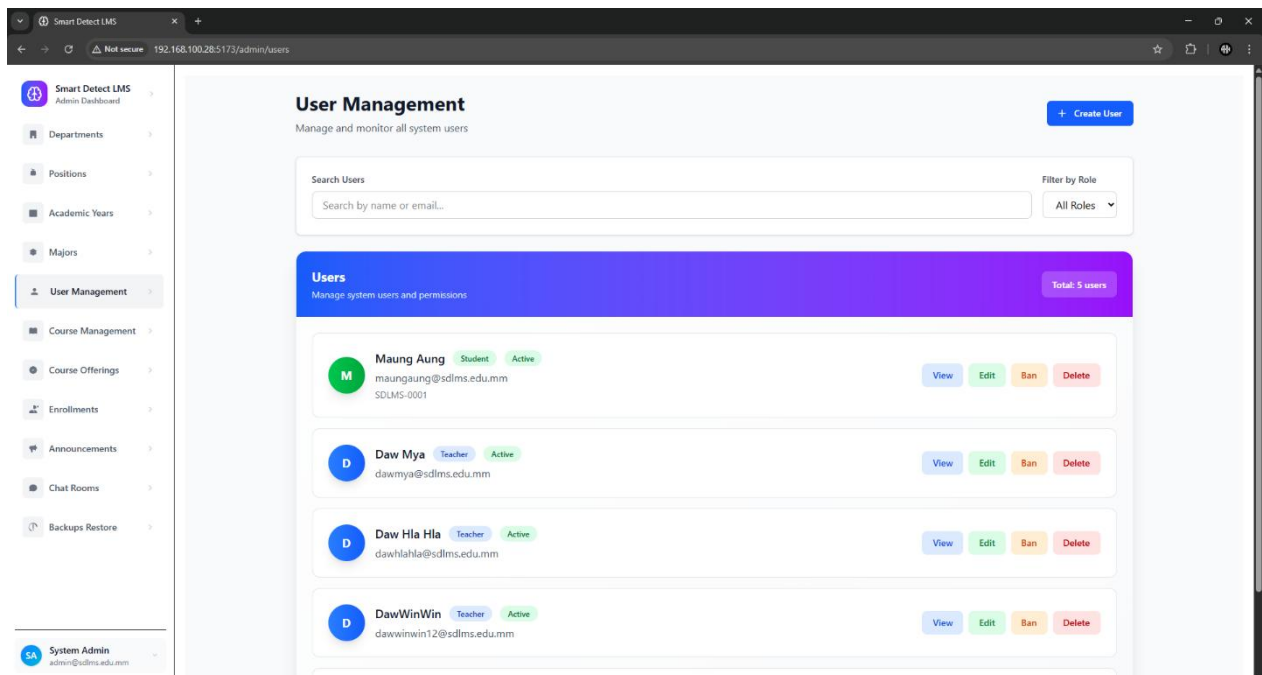 Smart Detect LMS
Not secure 192.168.100.28:5173/admin/users
Smart Detect LMS
Admin Dashboard
Departments
Positions
Academic Years
Majors
User Management
Course Management
Course Offerings
Enrollments
Announcements
Chat Rooms
Backups Restore
SA
System Admin
admin@sdlms.edu.mm
User Management
Manage and monitor all system users
+ Create User
Search Users
Search by name or email...
Filter by Role
All Roles
Users
Manage system users and permissions
Total: 5 users
M
Maung Aung Student Active
maungaung@sdlms.edu.mm
SDLMS-0001
View Edit Ban Delete
D
Daw Mya Teacher Active
dawmya@sdlms.edu.mm
View Edit Ban Delete
D
Daw Hla Hla Teacher Active
dawhlahla@sdlms.edu.mm
View Edit Ban Delete
D
DawWinWin Teacher Active
dawwinwin12@sdlms.edu.mm
View Edit Ban Delete